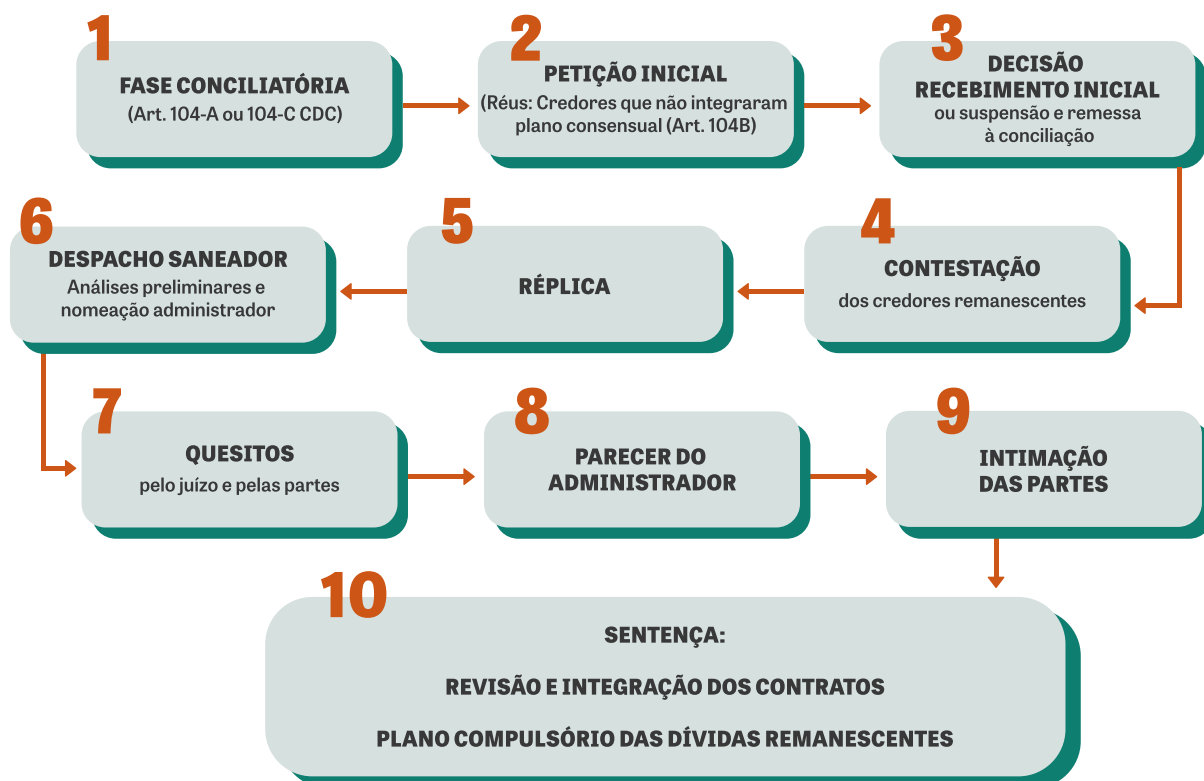 1
FASE CONCILIATÓRIA
(Art. 104-A ou 104-C CDC)
2
PETIÇÃO INICIAL
(Réus: Credores que não integraram
plano consensual (Art. 104B)
3
DECISÃO
RECEBIMENTO INICIAL
ou suspensão e remessa
à conciliação
4
CONTESTAÇÃO
dos credores remanescentes
5
RÉPLICA
6
DESPACHO SANEADOR
Análises preliminares e
nomeação administrador
7
QUESITOS
pelo juízo e pelas partes
8
PARECER DO
ADMINISTRADOR
9
INTIMAÇÃO
DAS PARTES
10
SENTENÇA:
REVISÃO E INTEGRAÇÃO DOS CONTRATOS
PLANO COMPULSÓRIO DAS DÍVIDAS REMANESCENTES